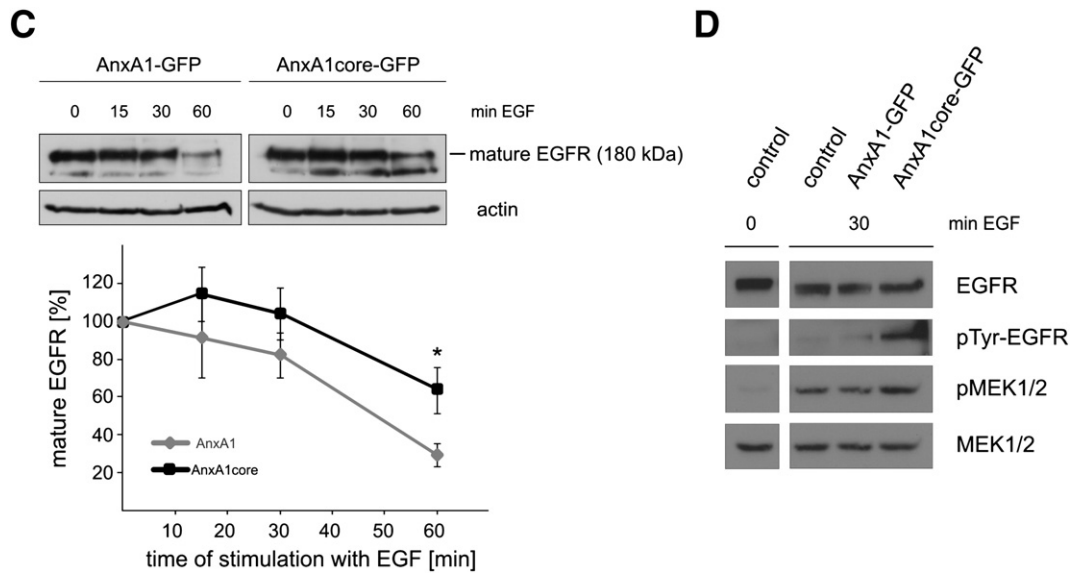 C
AnxA1-GFP AnxA1core-GFP
0 15 30 60 0 15 30 60 min EGF
mature EGFR (180 kDa)
actin
120
100
80
60
40
20
mature EGFR [%]
*
AnxA1
AnxA1core
10 20 30 40 50 60
time of stimulation with EGF [min]
D
control control AnxA1-GFP AnxA1core-GFP
0 30 min EGF
EGFR
pTyr-EGFR
pMEK1/2
MEK1/2